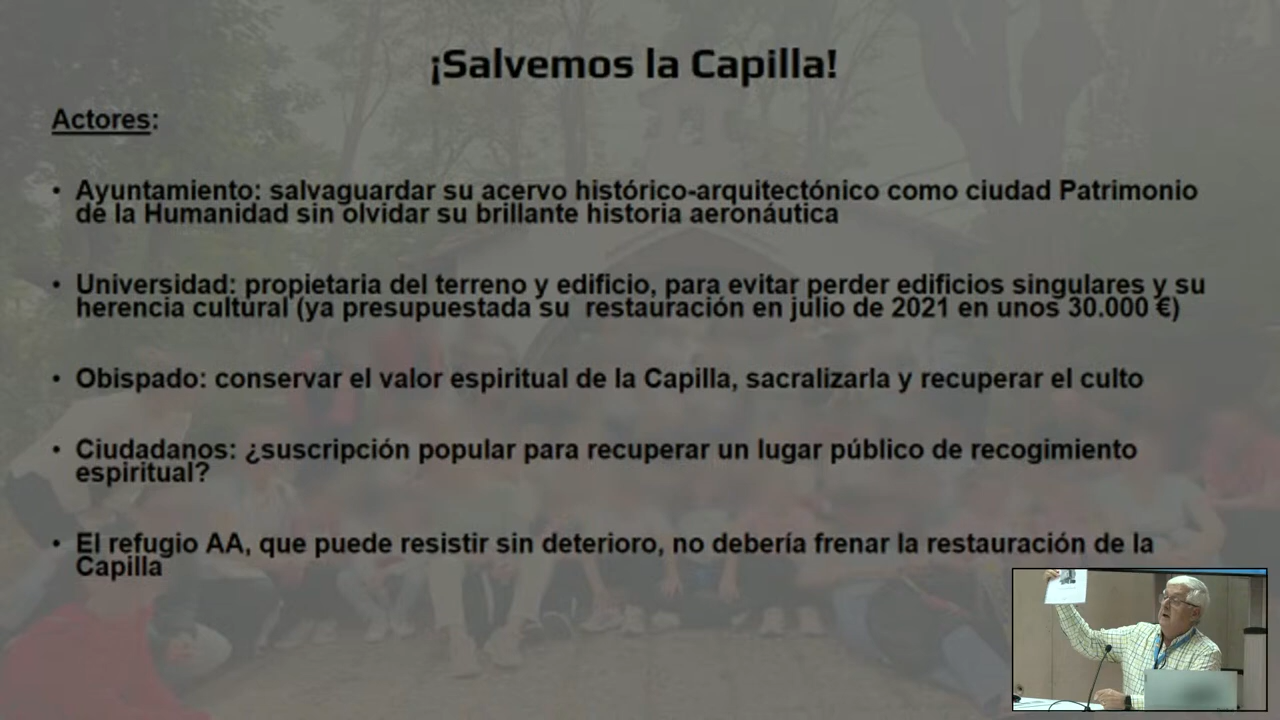 ¡Salvemos la Capilla!
Actores:
• Ayuntamiento: salvaguardar su acervo histórico-arquitectónico como ciudad Patrimonio
de la Humanidad sin olvidar su brillante historia aeronáutica
• Universidad: propietaria del terreno y edificio, para evitar perder edificios singulares y su
herencia cultural (ya presupuestada su  restauración en julio de 2021 en unos 30.000 €)
• Obispado: conservar el valor espiritual de la Capilla, sacralizarla y recuperar el culto
• Ciudadanos: ¿suscripción popular para recuperar un lugar público de recogimiento
espiritual?
• El refugio AA, que puede resistir sin deterioro, no debería frenar la restauración de la
Capilla